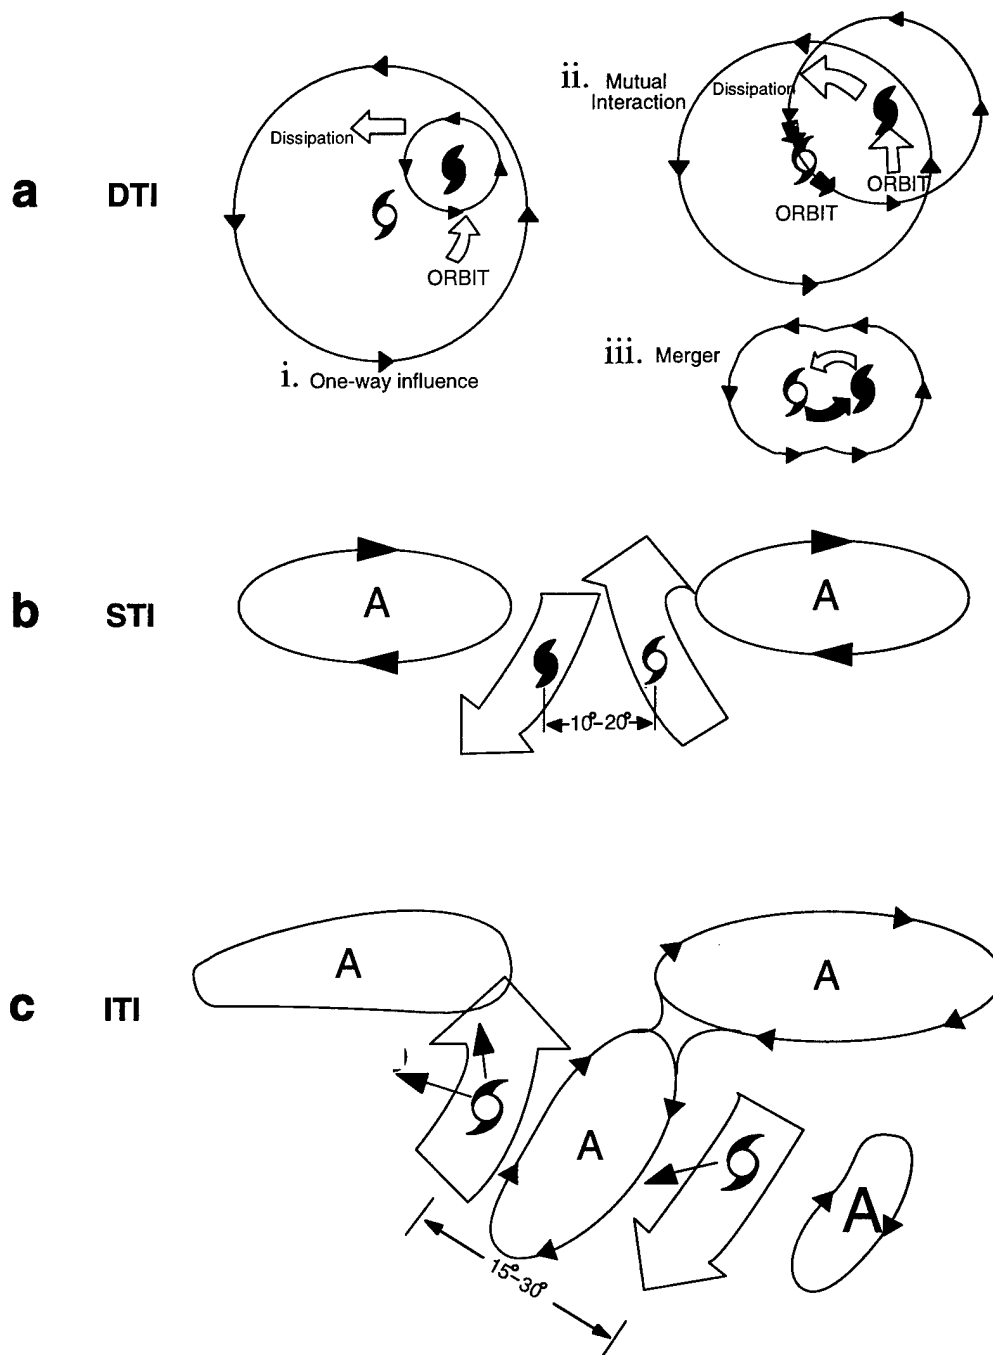 a DTI
Dissipation
ORBIT
i. One-way influence
ii. Mutual
Interaction
Dissipation
ORBIT
ORBIT
iii. Merger
b STI
A
A
10°-20°
c ITI
A
A
A
A
15°-30°